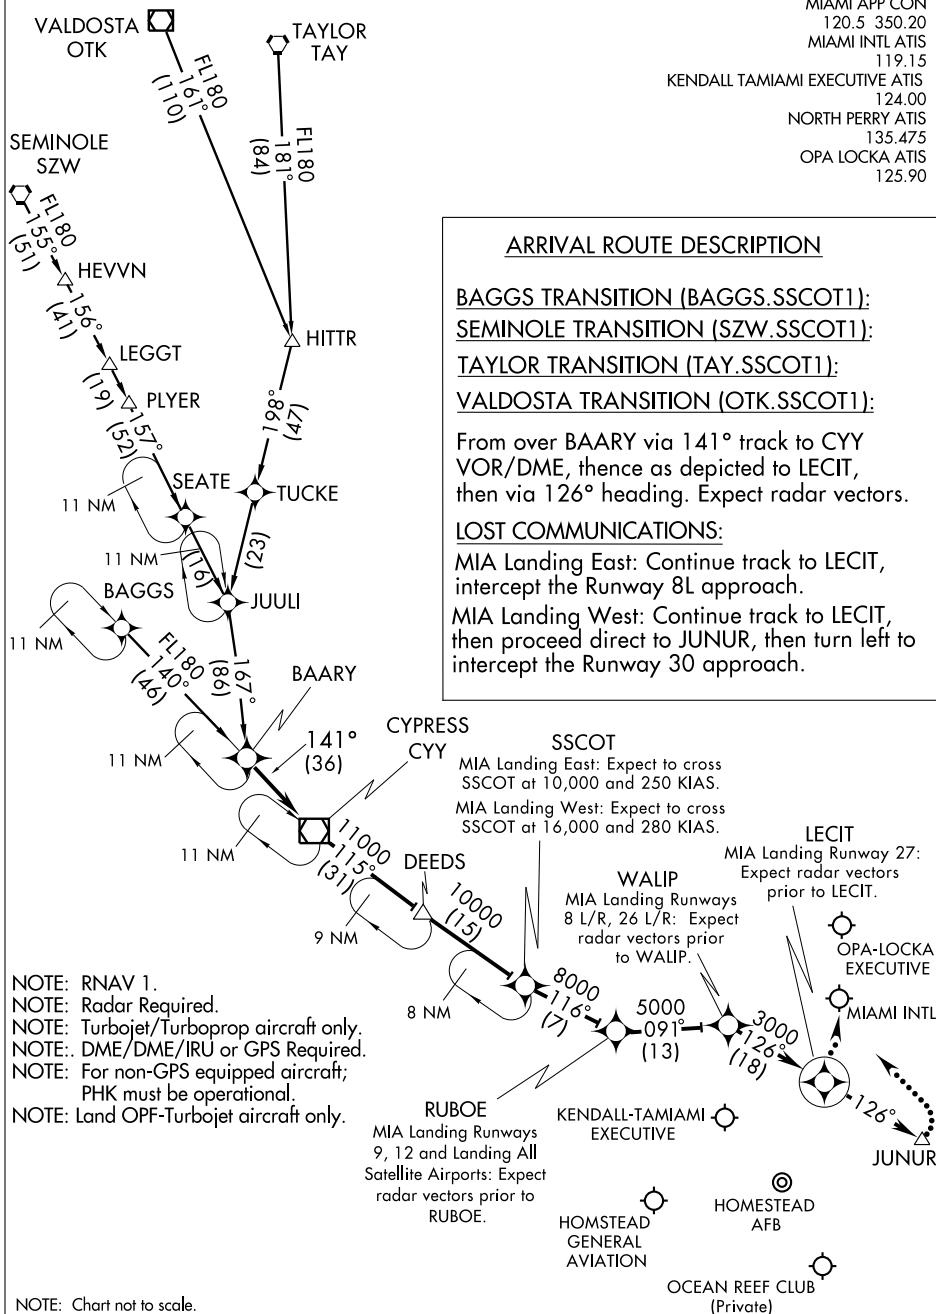 MIAMI APP CON
120.5 350.20
MIAMI INTL ATIS
119.15
KENDALL TAMIAMI EXECUTIVE ATIS
124.00
NORTH PERRY ATIS
135.475
OPA LOCKA ATIS
125.90
VALDOSTA
OTK
TAYLOR
TAY
FL180
161°
(110)
FL180
181°
(84)
SEMINOLE
SZW
FL180
155°
(51)
HEVVN
156°
(41)
LEGGT
(19)
PLYER
157°
(52)
HITTR
198°
(47)
SEATE
TUCKE
11 NM
11 NM
(16)
(23)
JUULI
BAGGS
11 NM
FL180
140°
(46)
167°
(86)
BAARY
11 NM
141°
(36)
CYPRESS
CYY
11 NM
ARRIVAL ROUTE DESCRIPTION
BAGGS TRANSITION (BAGGS.SSCOT1):
SEMINOLE TRANSITION (SZW.SSCOT1):
TAYLOR TRANSITION (TAY.SSCOT1):
VALDOSTA TRANSITION (OTK.SSCOT1):
From over BAARY via 141° track to CYY
VOR/DME, thence as depicted to LECIT,
then via 126° heading. Expect radar vectors.
LOST COMMUNICATIONS:
MIA Landing East: Continue track to LECIT,
intercept the Runway 8L approach.
MIA Landing West: Continue track to LECIT,
then proceed direct to JUNUR, then turn left to
intercept the Runway 30 approach.
SSCOT
MIA Landing East: Expect to cross
SSCOT at 10,000 and 250 KIAS.
MIA Landing West: Expect to cross
SSCOT at 16,000 and 280 KIAS.
11000
115°
(31)
DEEDS
9 NM
10000
(15)
8 NM
WALIP
MIA Landing Runways
8 L/R, 26 L/R: Expect
radar vectors prior
to WALIP.
LECIT
MIA Landing Runway 27:
Expect radar vectors
prior to LECIT.
OPA-LOCKA
EXECUTIVE
MIAMI INTL
8000
116°
(7)
5000
091°
(13)
3000
126°
(18)
126°
JUNUR
NOTE: RNAV 1.
NOTE: Radar Required.
NOTE: Turbojet/Turboprop aircraft only.
NOTE:. DME/DME/IRU or GPS Required.
NOTE: For non-GPS equipped aircraft;
PHK must be operational.
NOTE: Land OPF-Turbojet aircraft only.
RUBOE
MIA Landing Runways
9, 12 and Landing All
Satellite Airports: Expect
radar vectors prior to
RUBOE.
KENDALL-TAMIAMI
EXECUTIVE
HOMSTEAD
GENERAL
AVIATION
HOMESTEAD
AFB
OCEAN REEF CLUB
(Private)
NOTE: Chart not to scale.